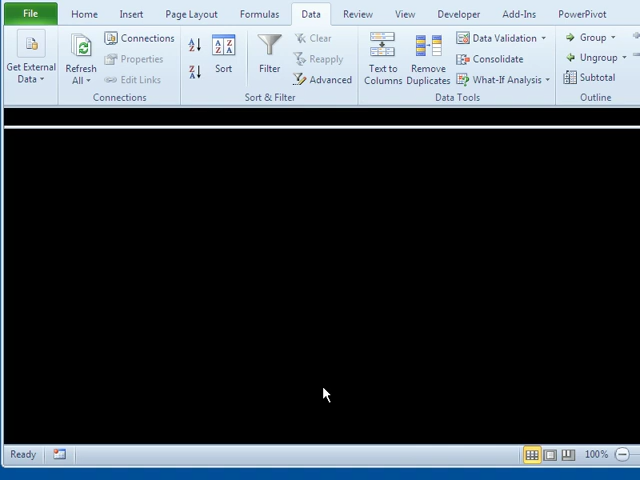 File Home Insert Page Layout Formulas Data Review View Developer Add-Ins PowerPivot
Get External Data
Refresh All
Connections
Properties
Edit Links
Connections
A Z
Z A
A Z Z A
Sort
Filter
Clear
Reapply
Advanced
Sort & Filter
Text to Columns
Remove Duplicates
Data Validation
Consolidate
What-If Analysis
Data Tools
Group
Ungroup
Subtotal
Outline
Ready
100%